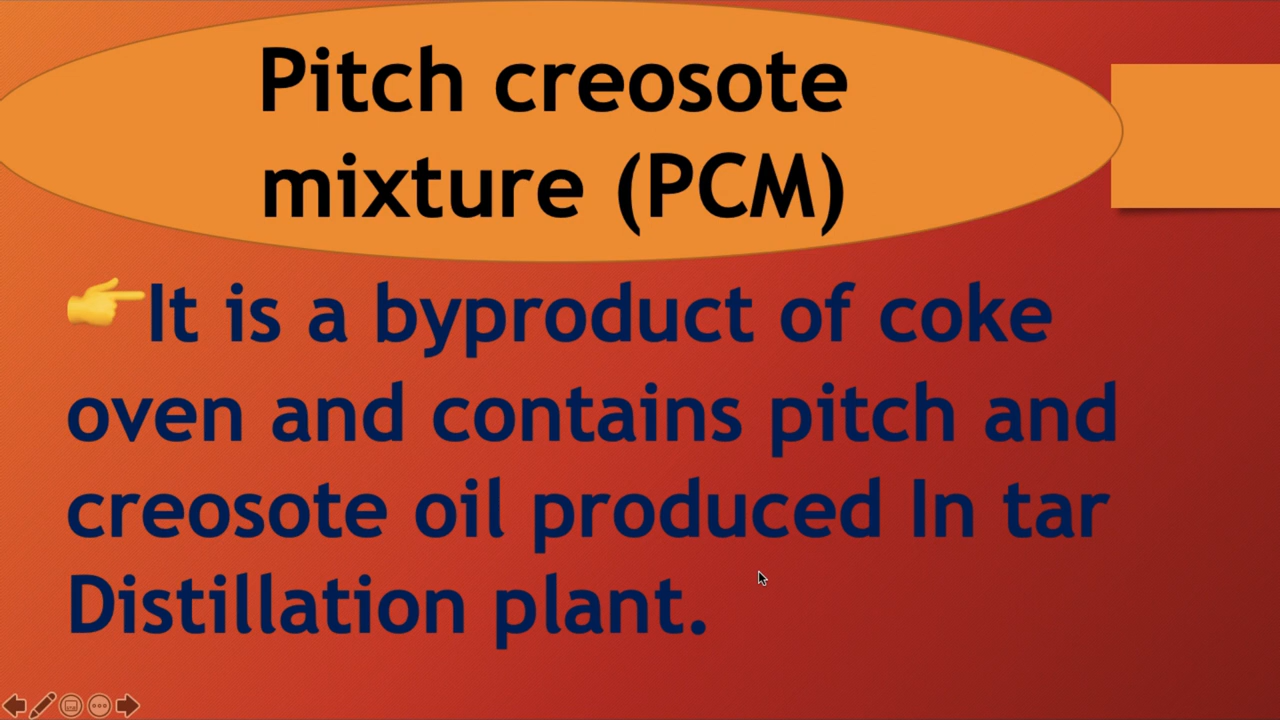 Pitch creosote
mixture (PCM)
👉It is a byproduct of coke
oven and contains pitch and
creosote oil produced In tar
Distillation plant.